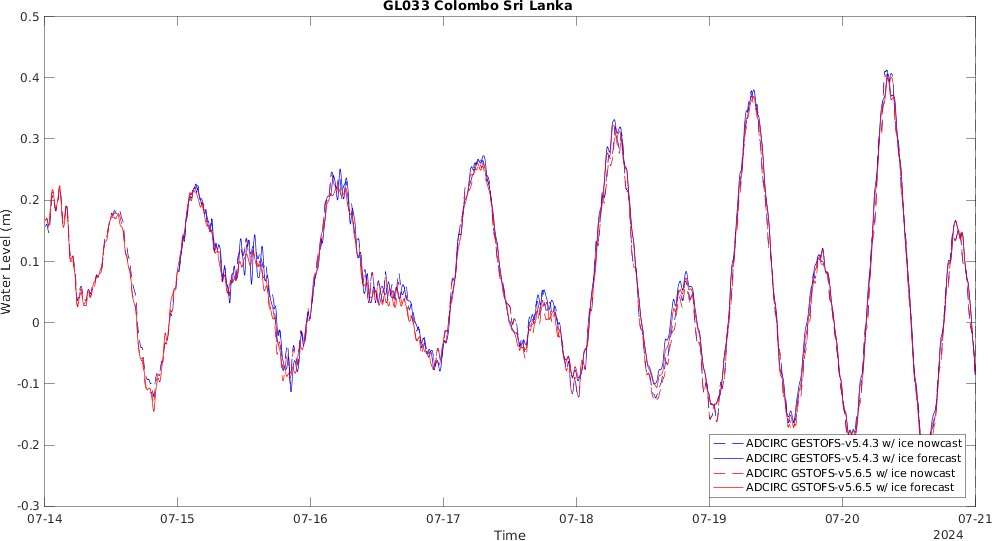 GL033 Colombo Sri Lanka
0.5
0.4
0.3
0.2
0.1
0
-0.1
-0.2
-0.3
Water Level (m)
ADCIRC GESTOFS-v5.4.3 w/ ice nowcast
ADCIRC GESTOFS-v5.4.3 w/ ice forecast
ADCIRC GSTOFS-v5.6.5 w/ ice nowcast
ADCIRC GSTOFS-v5.6.5 w/ ice forecast
07-14 07-15 07-16 07-17 07-18 07-19 07-20 07-21
Time
2024